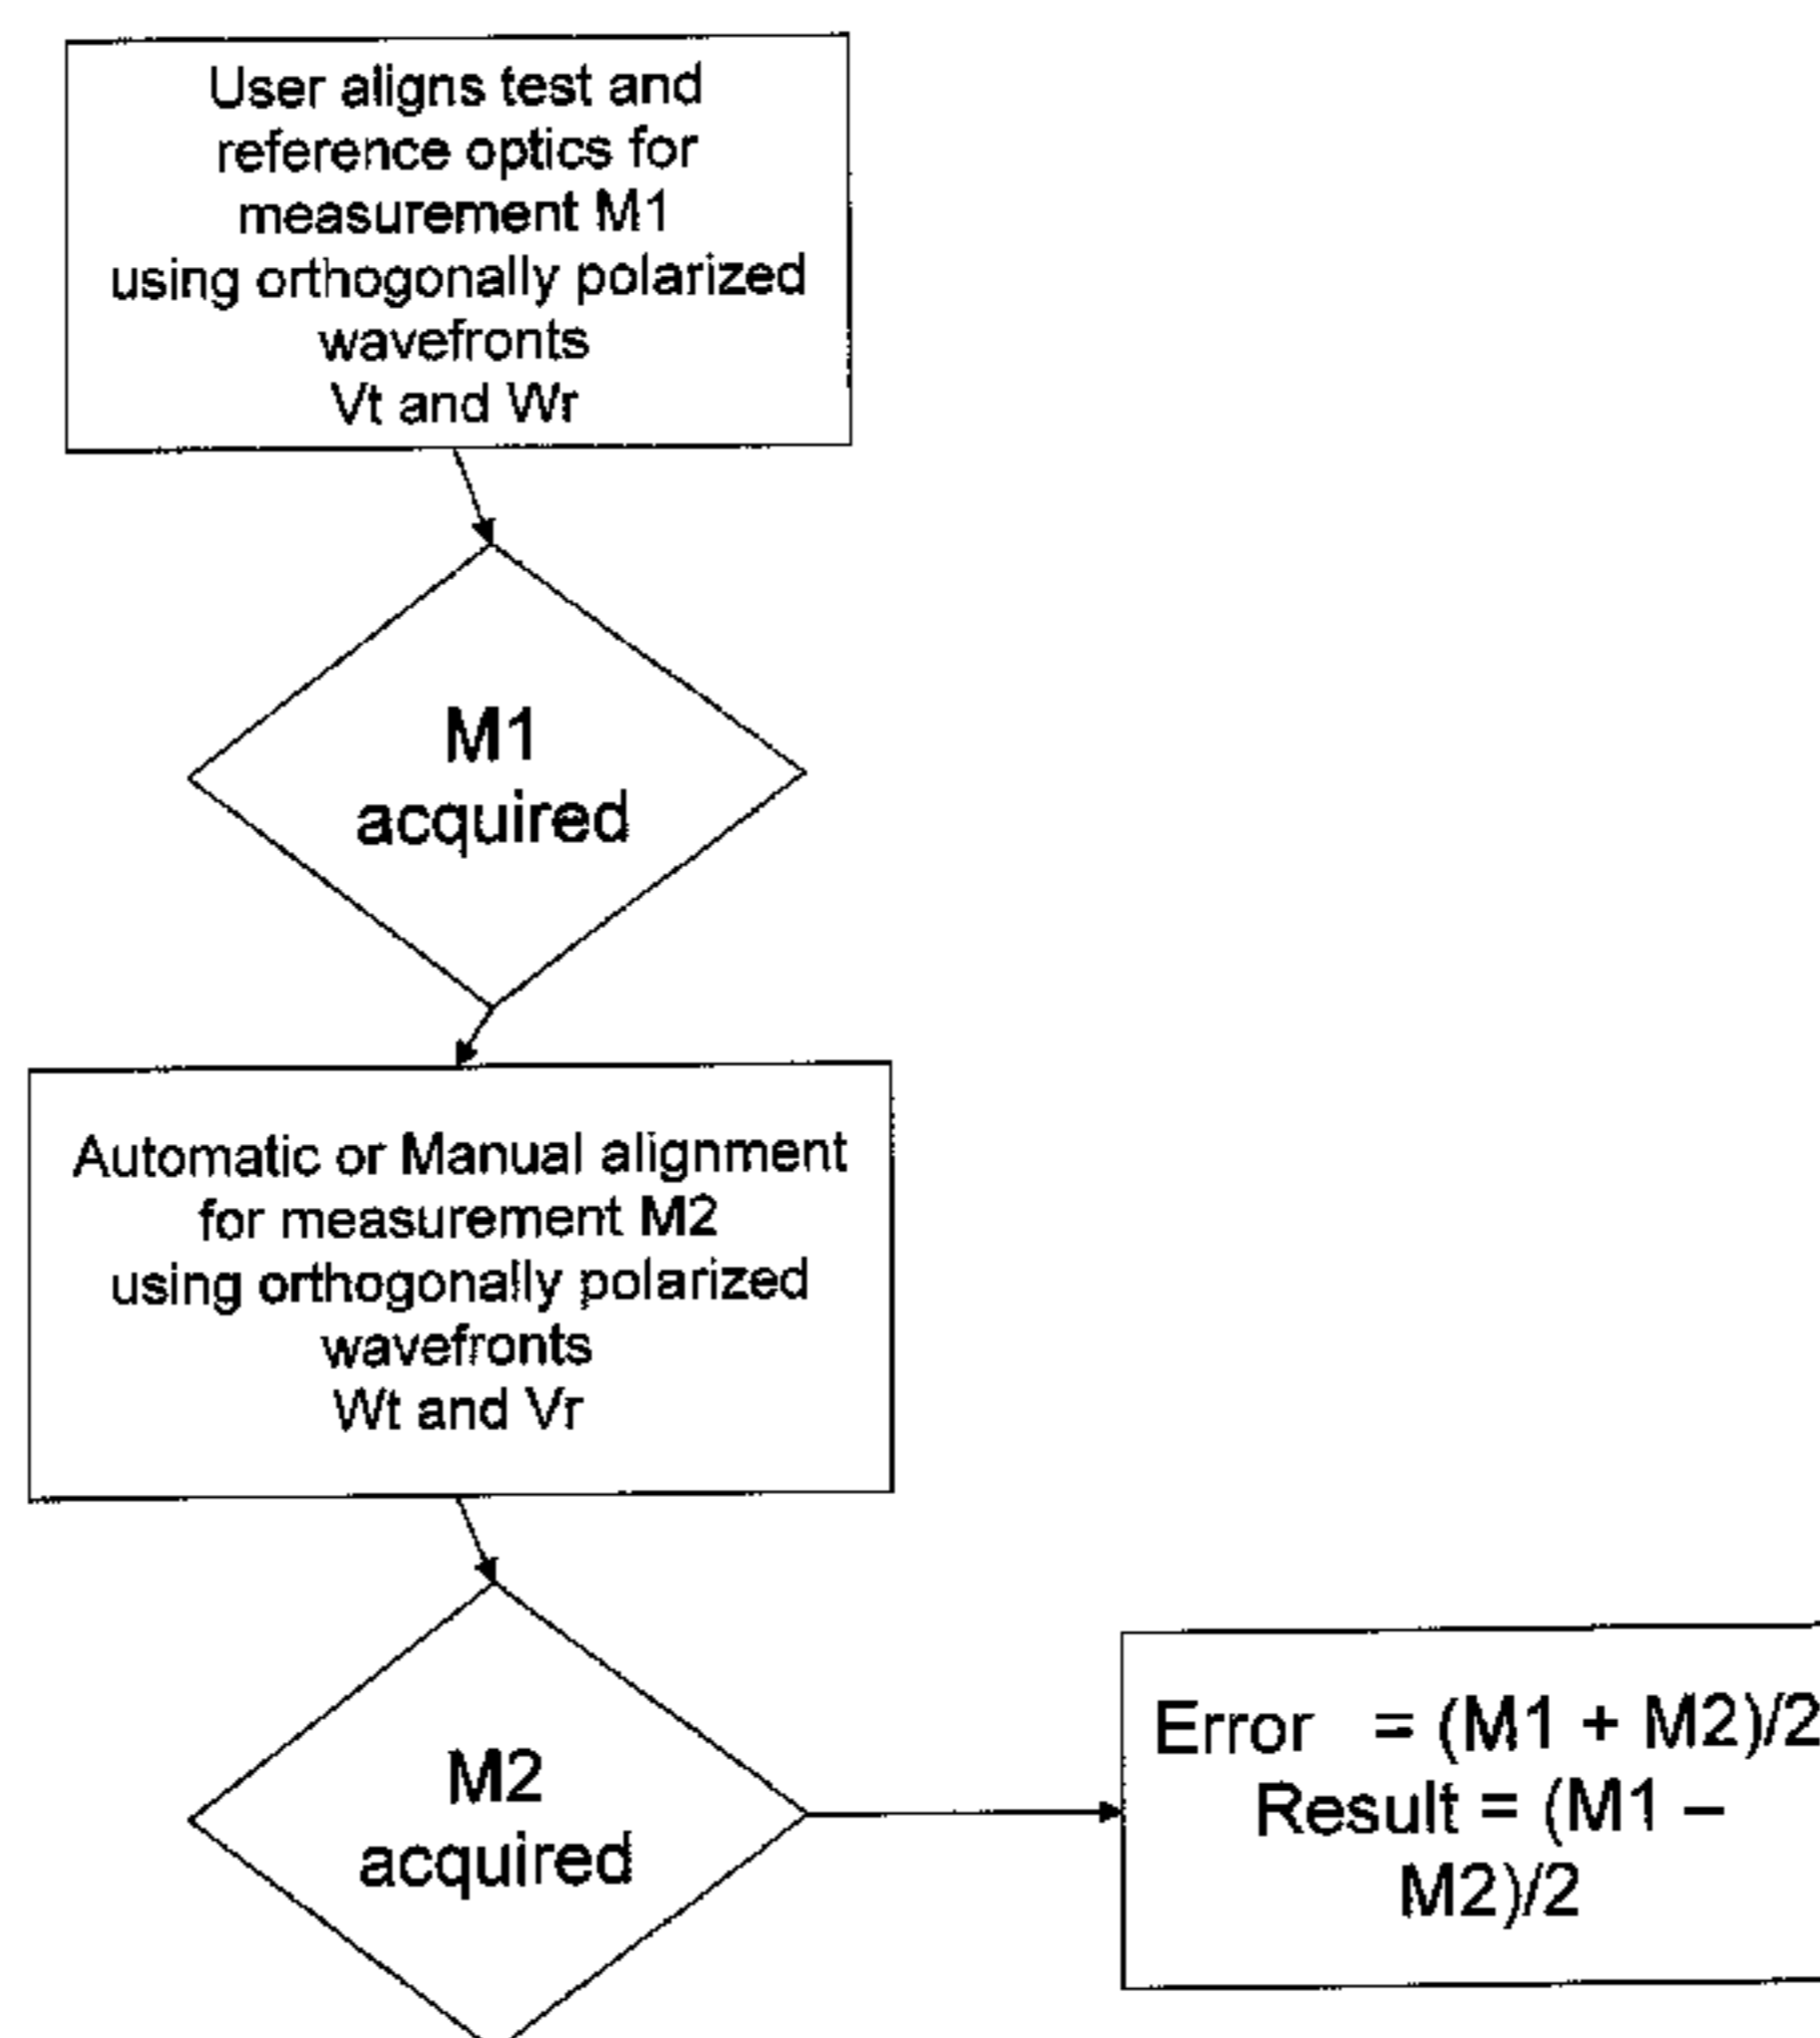 User aligns test and
reference optics for
measurement M1
using orthogonally polarized
wavefronts
Vt and Wr
M1
acquired
Automatic or Manual alignment
for measurement M2
using orthogonally polarized
wavefronts
Wt and Vr
M2
acquired
Error = (M1 + M2)/2
Result = (M1 –
M2)/2